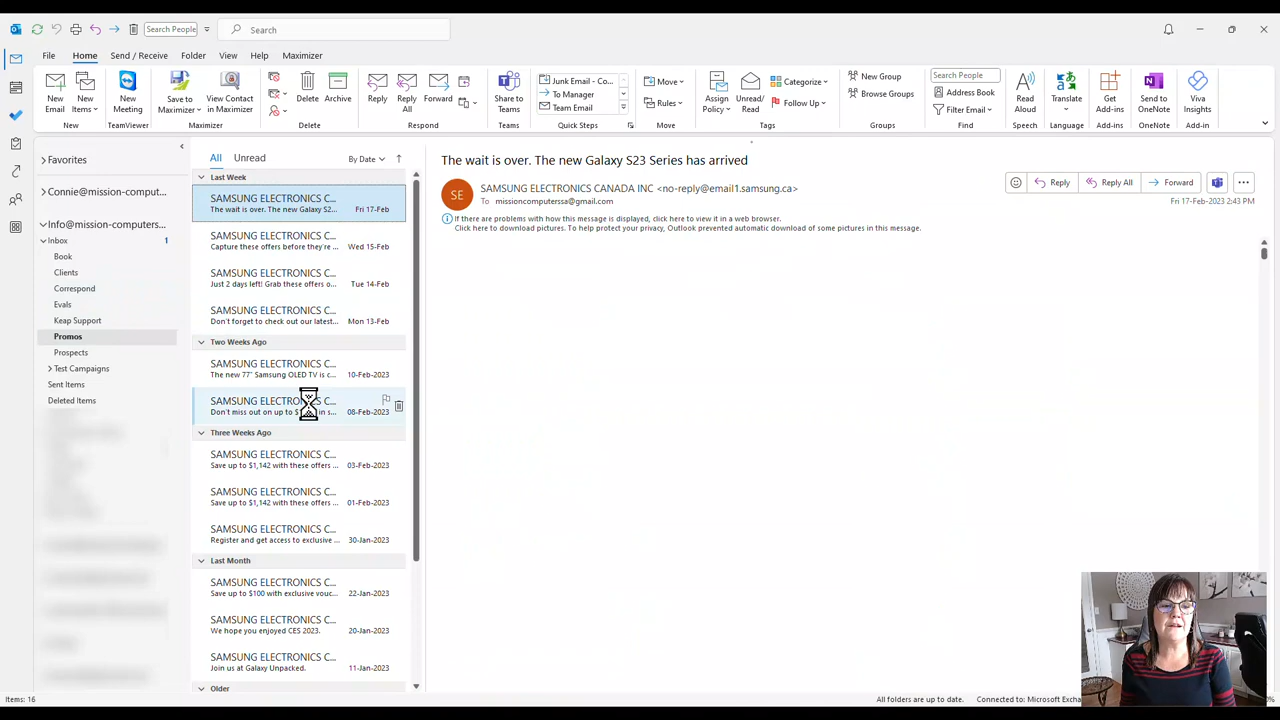 Search People
Search
File Home Send / Receive Folder View Help Maximizer
New Email
New Items
New
New Meeting
TeamViewer
Save to Maximizer
View Contact in Maximizer
Maximizer
Delete
Archive
Delete
Reply
Reply All
Forward
Respond
Share to Teams
Teams
Junk Email - Co...
To Manager
Team Email
Quick Steps
Move
Rules
Move
Assign Policy
Unread/ Read
Categorize
Follow Up
Tags
New Group
Browse Groups
Groups
Search People
Address Book
Filter Email
Find
Read Aloud
Speech
Translate
Language
Get Add-ins
Add-ins
Send to OneNote
OneNote
Viva Insights
Add-in
Favorites
Connie@mission-comput...
Info@mission-computers...
Inbox 1
Book
Clients
Correspond
Evals
Keap Support
Promos
Prospects
Test Campaigns
Sent Items
Deleted Items
All Unread By Date
Last Week
SAMSUNG ELECTRONICS C...
The wait is over. The new Galaxy S2... Fri 17-Feb
SAMSUNG ELECTRONICS C...
Capture these offers before they're ... Wed 15-Feb
SAMSUNG ELECTRONICS C...
Just 2 days left! Grab these offers o... Tue 14-Feb
SAMSUNG ELECTRONICS C...
Don't forget to check out our latest... Mon 13-Feb
Two Weeks Ago
SAMSUNG ELECTRONICS C...
The new 77" Samsung OLED TV is c... 10-Feb-2023
SAMSUNG ELECTRONICS C...
Don't miss out on up to in s... 08-Feb-2023
Three Weeks Ago
SAMSUNG ELECTRONICS C...
Save up to $1,142 with these offers ... 03-Feb-2023
SAMSUNG ELECTRONICS C...
Save up to $1,142 with these offers ... 01-Feb-2023
SAMSUNG ELECTRONICS C...
Register and get access to exclusive ... 30-Jan-2023
Last Month
SAMSUNG ELECTRONICS C...
Save up to $100 with exclusive vouc... 22-Jan-2023
SAMSUNG ELECTRONICS C...
We hope you enjoyed CES 2023. 20-Jan-2023
SAMSUNG ELECTRONICS C...
Join us at Galaxy Unpacked. 11-Jan-2023
Older
The wait is over. The new Galaxy S23 Series has arrived
SE
SAMSUNG ELECTRONICS CANADA INC <no-reply@email1.samsung.ca>
To missioncomputerssa@gmail.com
Reply Reply All Forward
Fri 17-Feb-2023 2:43 PM
If there are problems with how this message is displayed, click here to view it in a web browser.
Click here to download pictures. To help protect your privacy, Outlook prevented automatic download of some pictures in this message.
Items: 16 All folders are up to date. Connected to: Microsoft Excha